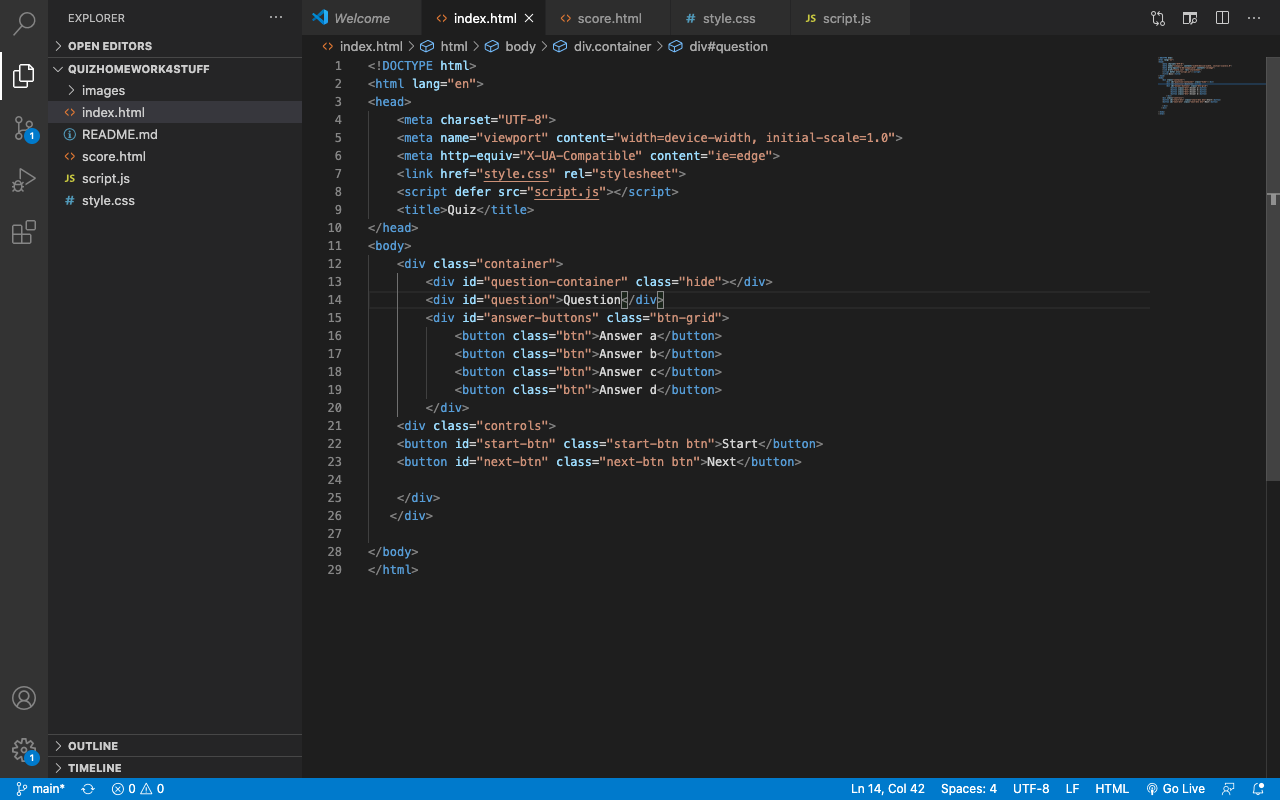 EXPLORER
Welcome
index.html
score.html
# style.css
JS script.js
OPEN EDITORS
QUIZHOMEWORK4STUFF
images
index.html
README.md
score.html
JS script.js
# style.css
OUTLINE
TIMELINE
1
1
index.html > html > body > div.container > div#question
1 <!DOCTYPE html>
2 <html lang="en">
3 <head>
4     <meta charset="UTF-8">
5     <meta name="viewport" content="width=device-width, initial-scale=1.0">
6     <meta http-equiv="X-UA-Compatible" content="ie=edge">
7     <link href="style.css" rel="stylesheet">
8     <script defer src="script.js"></script>
9     <title>Quiz</title>
10 </head>
11 <body>
12     <div class="container">
13         <div id="question-container" class="hide"></div>
14         <div id="question">Question</div>
15         <div id="answer-buttons" class="btn-grid">
16             <button class="btn">Answer a</button>
17             <button class="btn">Answer b</button>
18             <button class="btn">Answer c</button>
19             <button class="btn">Answer d</button>
20         </div>
21     <div class="controls">
22     <button id="start-btn" class="start-btn btn">Start</button>
23     <button id="next-btn" class="next-btn btn">Next</button>
24
25     </div>
26    </div>
27
28 </body>
29 </html>
main* 0 0 Ln 14, Col 42 Spaces: 4 UTF-8 LF HTML Go Live